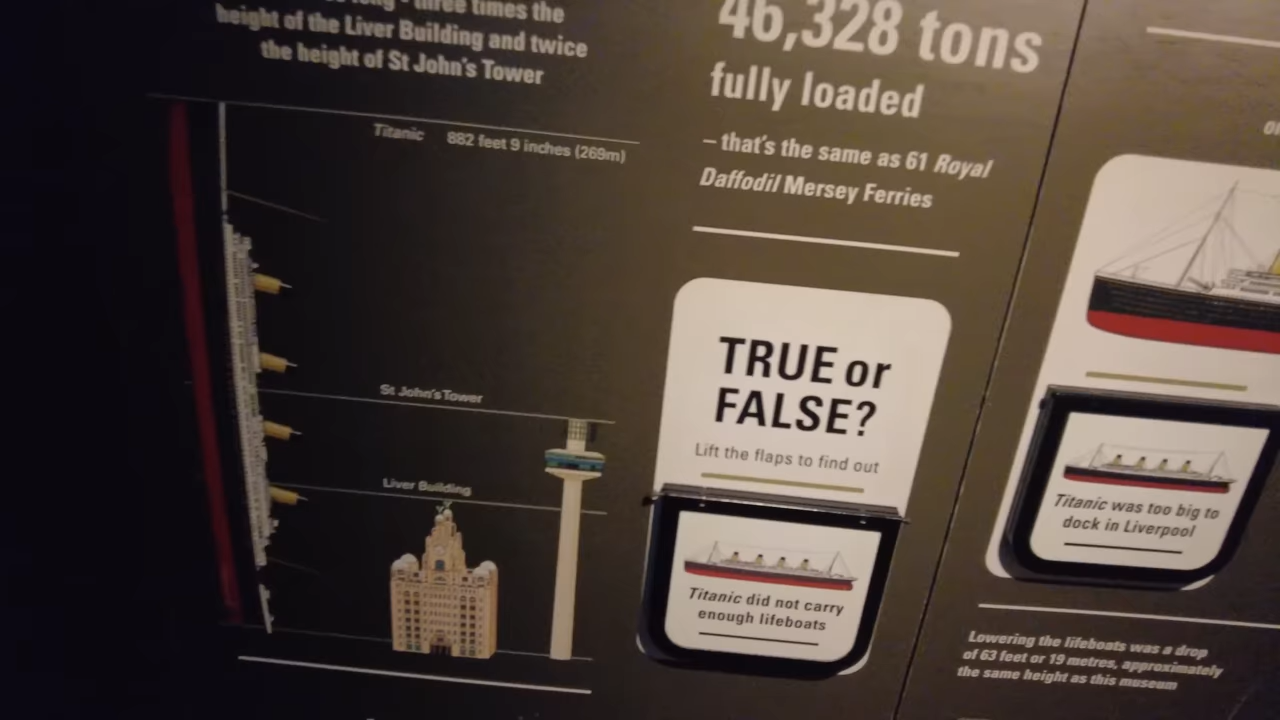 long - three times the
height of the Liver Building and twice
the height of St John's Tower
Titanic 882 feet 9 inches (269m)
St John's Tower
Liver Building
46,328 tons
fully loaded
– that's the same as 61 Royal
Daffodil Mersey Ferries
TRUE or
FALSE?
Lift the flaps to find out
Titanic did not carry
enough lifeboats
Titanic was too big to
dock in Liverpool
Lowering the lifeboats was a drop
of 63 feet or 19 metres, approximately
the same height as this museum